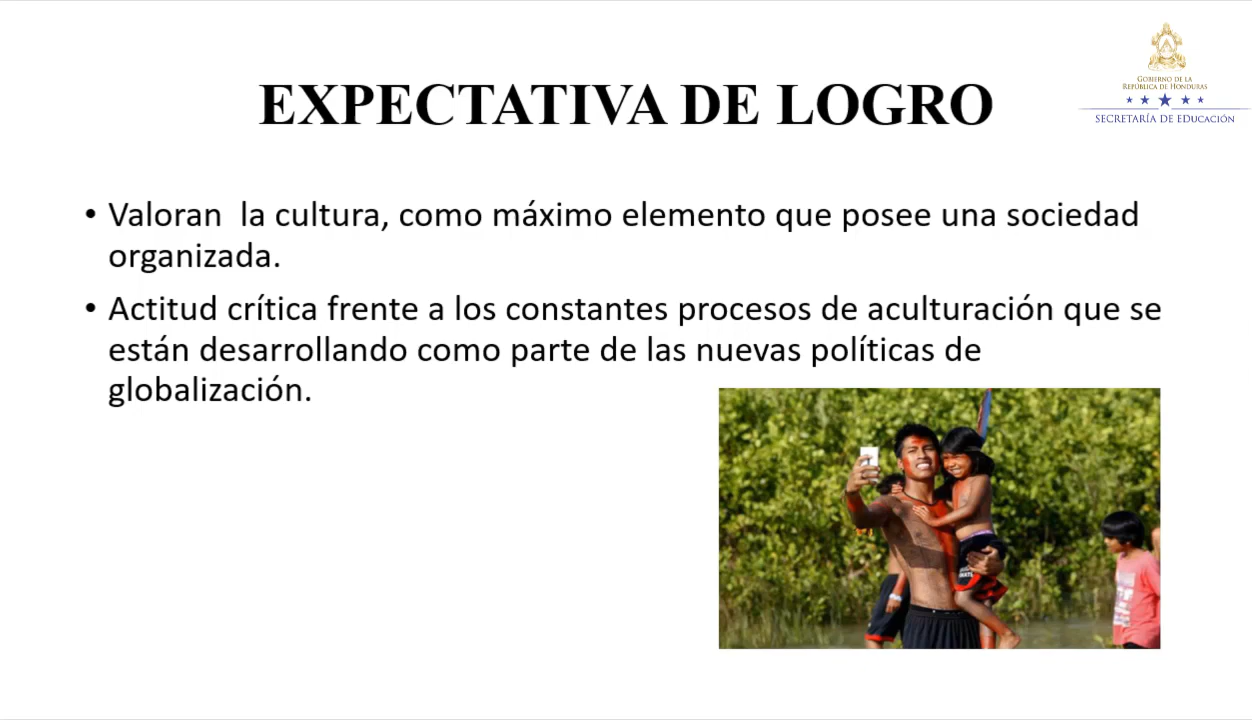 GOBIERNO DE LA
REPÚBLICA DE HONDURAS
SECRETARÍA DE EDUCACIÓN
EXPECTATIVA DE LOGRO
• Valoran  la cultura, como máximo elemento que posee una sociedad
organizada.
• Actitud crítica frente a los constantes procesos de aculturación que se
están desarrollando como parte de las nuevas políticas de
globalización.